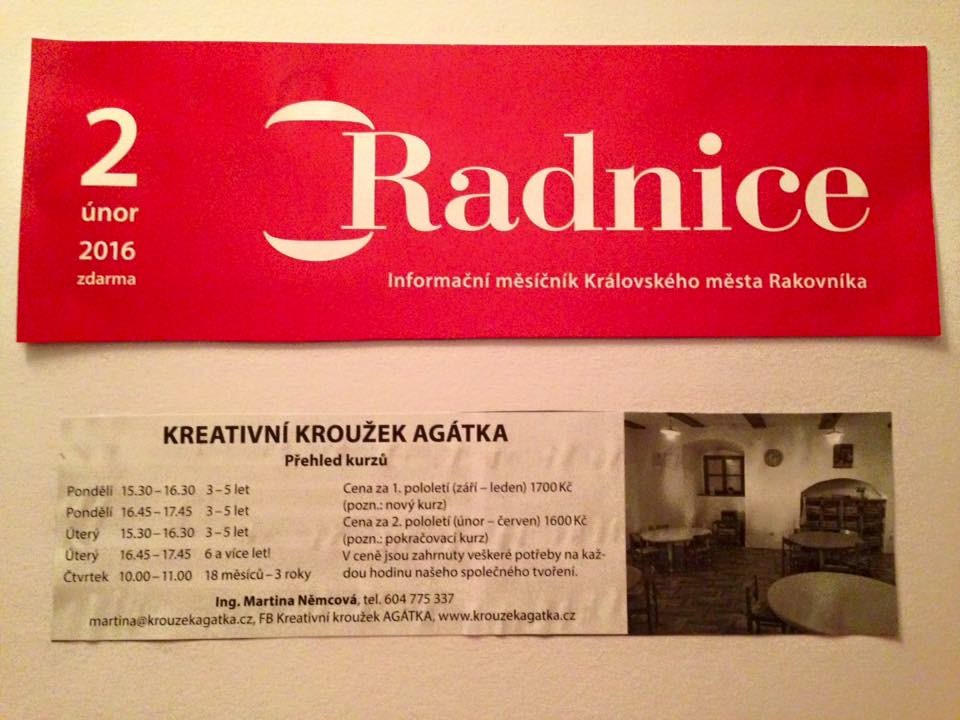 2
únor
2016
zdarma
Radnice
Informační měsíčník Královského města Rakovníka
KREATIVNÍ KROUŽEK AGÁTKA
Přehled kurzů
Pondělí 15.30 – 16.30 3 – 5 let
Pondělí 16.45 – 17.45 3 – 5 let
Úterý 15.30 – 16.30 3 – 5 let
Úterý 16.45 – 17.45 6 a více let!
Čtvrtek 10.00 – 11.00 18 měsíců – 3 roky
Cena za 1. pololetí (září – leden) 1700 Kč
(pozn.: nový kurz)
Cena za 2. pololetí (únor – červen) 1600 Kč
(pozn.: pokračovací kurz)
V ceně jsou zahrnuty veškeré potřeby na kaž-
dou hodinu našeho společného tvoření.
Ing. Martina Němcová, tel. 604 775 337
martina@krouzekagatka.cz, FB Kreativní kroužek AGÁTKA, www.krouzekagatka.cz